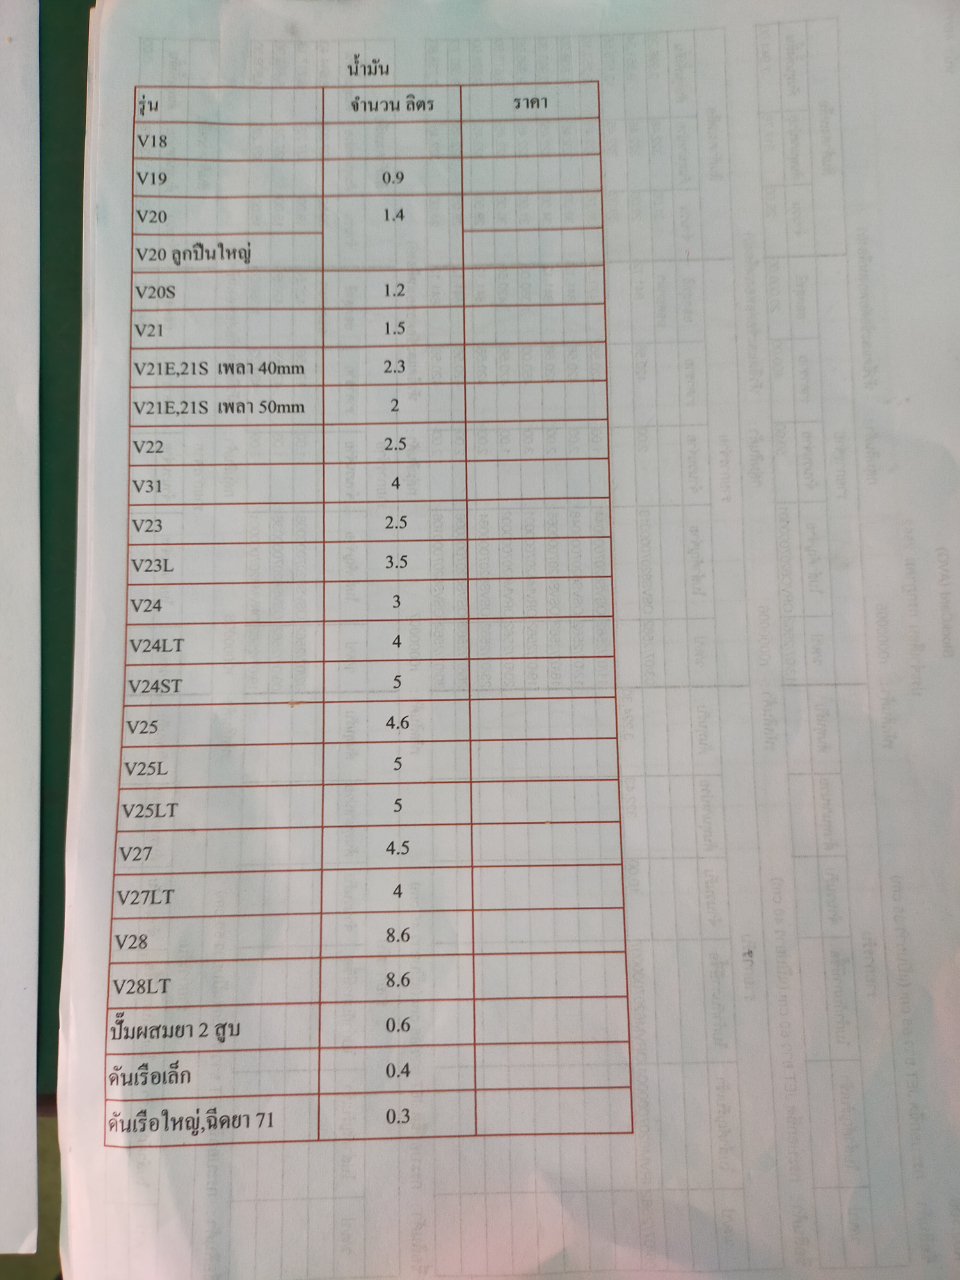 น้ำมัน
รุ่น จำนวน ลิตร ราคา
V18
V19 0.9
V20 1.4
V20 ลูกปืนใหญ่
V20S 1.2
V21 1.5
V21E,21S เพลา 40mm 2.3
V21E,21S เพลา 50mm 2
V22 2.5
V31 4
V23 2.5
V23L 3.5
V24 3
V24LT 4
V24ST 5
V25 4.6
V25L 5
V25LT 5
V27 4.5
V27LT 4
V28 8.6
V28LT 8.6
ปั๊มผสมยา 2 สูบ 0.6
คันเรือเล็ก 0.4
คันเรือใหญ่,ฉีดยา 71 0.3